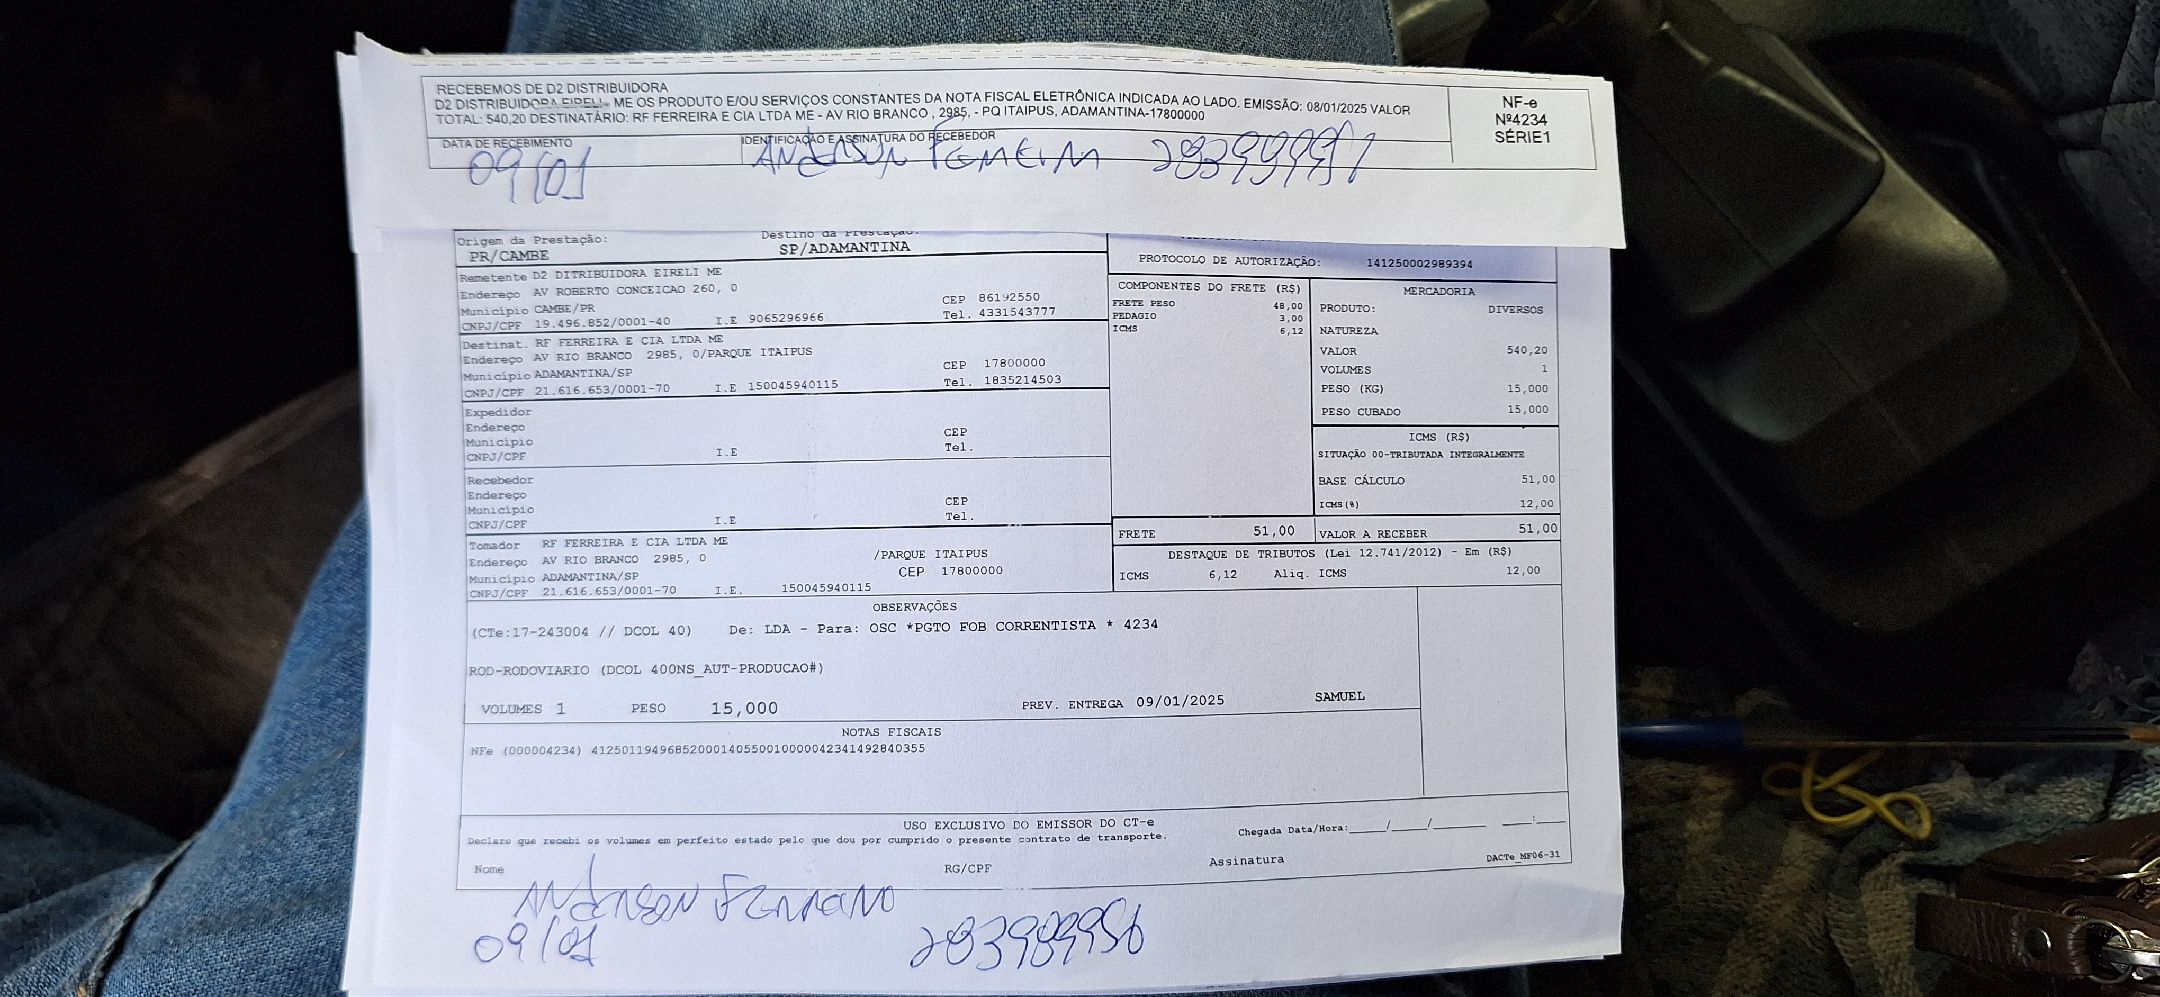 RECEBEMOS DE D2 DISTRIBUIDORA
D2 DISTRIBUIDORA EIRELI - ME OS PRODUTO E/OU SERVIÇOS CONSTANTES DA NOTA FISCAL ELETRÔNICA INDICADA AO LADO. EMISSÃO: 08/01/2025 VALOR
TOTAL: 540,20 DESTINATÁRIO: RF FERREIRA E CIA LTDA ME - AV RIO BRANCO , 2985, - PQ ITAIPUS, ADAMANTINA-17800000
NF-e
Nº4234
SÉRIE1
DATA DE RECEBIMENTO
IDENTIFICAÇÃO E ASSINATURA DO RECEBEDOR
09/01 Anderson
Origem da Prestação: Destino da Prestação:
PR/CAMBE SP/ADAMANTINA
PROTOCOLO DE AUTORIZAÇÃO: 141250002989394
Remetente D2 DITRIBUIDORA EIRELI ME
Endereço AV ROBERTO CONCEICAO 260, 0 CEP 86192550
Município CAMBE/PR Tel. 4331543777
CNPJ/CPF 19.496.852/0001-40 I.E 9065296966
Destinat. RF FERREIRA E CIA LTDA ME
Endereço AV RIO BRANCO 2985, 0/PARQUE ITAIPUS CEP 17800000
Município ADAMANTINA/SP Tel. 1835214503
CNPJ/CPF 21.616.653/0001-70 I.E 150045940115
Expedidor
Endereço CEP
Município Tel.
CNPJ/CPF I.E
Recebedor
Endereço CEP
Município Tel.
CNPJ/CPF I.E
Tomador RF FERREIRA E CIA LTDA ME
Endereço AV RIO BRANCO 2985, 0 /PARQUE ITAIPUS
Município ADAMANTINA/SP CEP 17800000
CNPJ/CPF 21.616.653/0001-70 I.E. 150045940115
COMPONENTES DO FRETE (R$)
FRETE PESO 48,00
PEDAGIO 3,00
ICMS 6,12
MERCADORIA
PRODUTO: DIVERSOS
NATUREZA
VALOR 540,20
VOLUMES 1
PESO (KG) 15,000
PESO CUBADO 15,000
ICMS (R$)
SITUAÇÃO 00-TRIBUTADA INTEGRALMENTE
BASE CÁLCULO 51,00
ICMS(%) 12,00
FRETE 51,00 VALOR A RECEBER 51,00
DESTAQUE DE TRIBUTOS (Lei 12.741/2012) - Em (R$)
ICMS 6,12 Aliq. ICMS 12,00
OBSERVAÇÕES
(CTe:17-243004 // DCOL 40) De: LDA - Para: OSC *PGTO FOB CORRENTISTA * 4234
ROD-RODOVIARIO (DCOL 400NS_AUT-PRODUCAO#)
VOLUMES 1 PESO 15,000 PREV. ENTREGA 09/01/2025 SAMUEL
NOTAS FISCAIS
NFe (000004234) 41250119496852000140550010000042341492840355
USO EXCLUSIVO DO EMISSOR DO CT-e
Declaro que recebi os volumes em perfeito estado pelo que dou por cumprido o presente contrato de transporte. Chegada Data/Hora:____/____/______ ___:___
Nome RG/CPF Assinatura DACTe_MF06-31
Anderson
09/01